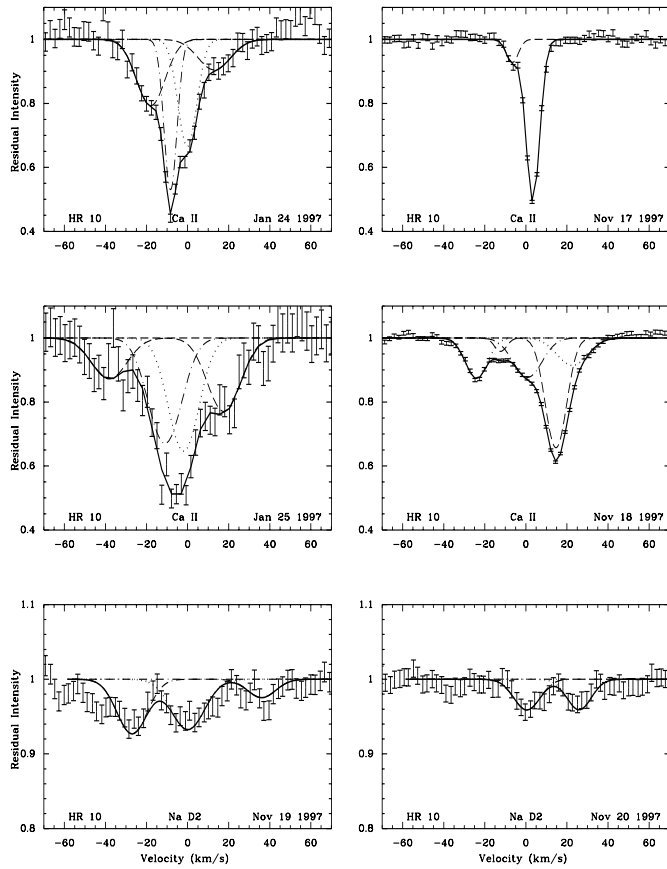 1
0.8
0.6
0.4
Residual Intensity
HR 10 Ca II Jan 24 1997
-60 -40 -20 0 20 40 60
1
0.8
0.6
0.4
HR 10 Ca II Nov 17 1997
-60 -40 -20 0 20 40 60
1
0.8
0.6
0.4
Residual Intensity
HR 10 Ca II Jan 25 1997
-60 -40 -20 0 20 40 60
1
0.8
0.6
0.4
HR 10 Ca II Nov 18 1997
-60 -40 -20 0 20 40 60
1.1
1
0.9
0.8
Residual Intensity
HR 10 Na D2 Nov 19 1997
-60 -40 -20 0 20 40 60
Velocity (km/s)
1.1
1
0.9
0.8
HR 10 Na D2 Nov 20 1997
-60 -40 -20 0 20 40 60
Velocity (km/s)